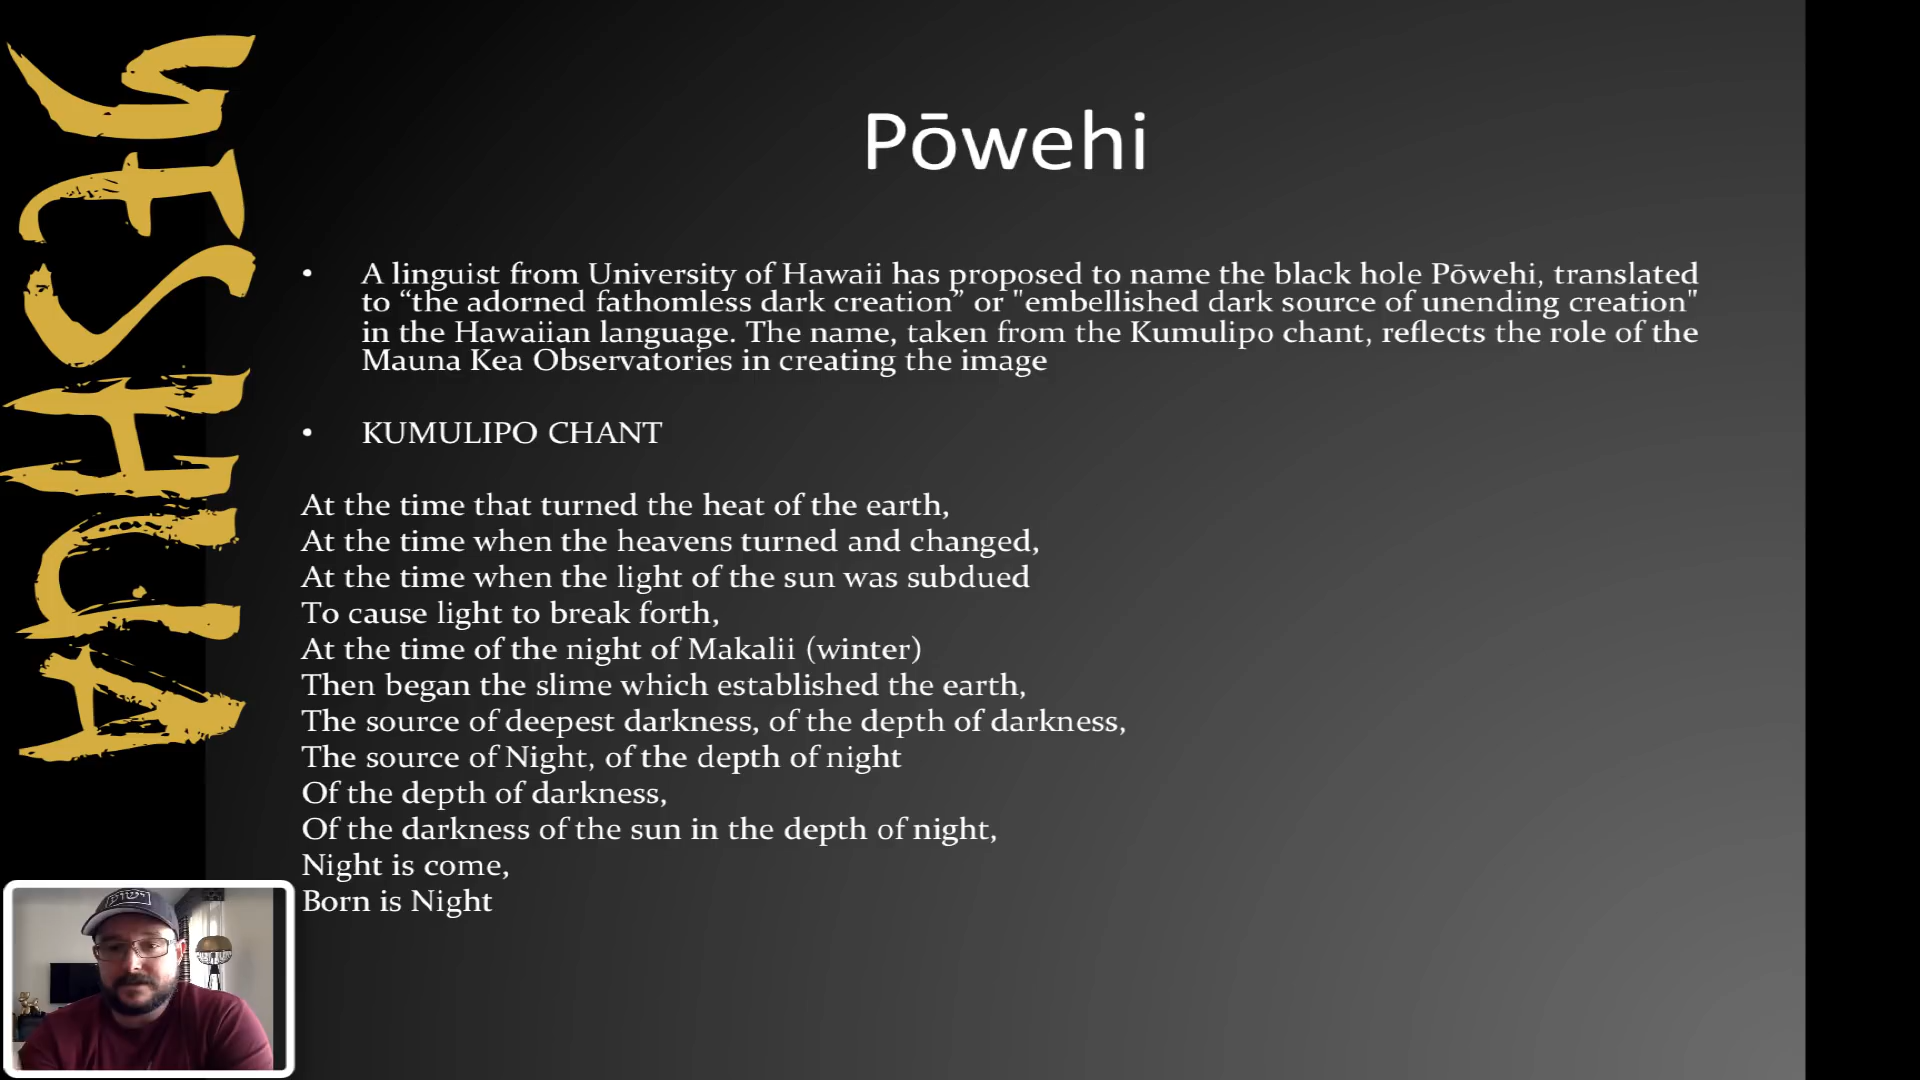 YESHUA
Pōwehi
• A linguist from University of Hawaii has proposed to name the black hole Pōwehi, translated
to “the adorned fathomless dark creation” or "embellished dark source of unending creation"
in the Hawaiian language. The name, taken from the Kumulipo chant, reflects the role of the
Mauna Kea Observatories in creating the image
• KUMULIPO CHANT
At the time that turned the heat of the earth,
At the time when the heavens turned and changed,
At the time when the light of the sun was subdued
To cause light to break forth,
At the time of the night of Makalii (winter)
Then began the slime which established the earth,
The source of deepest darkness, of the depth of darkness,
The source of Night, of the depth of night
Of the depth of darkness,
Of the darkness of the sun in the depth of night,
Night is come,
Born is Night